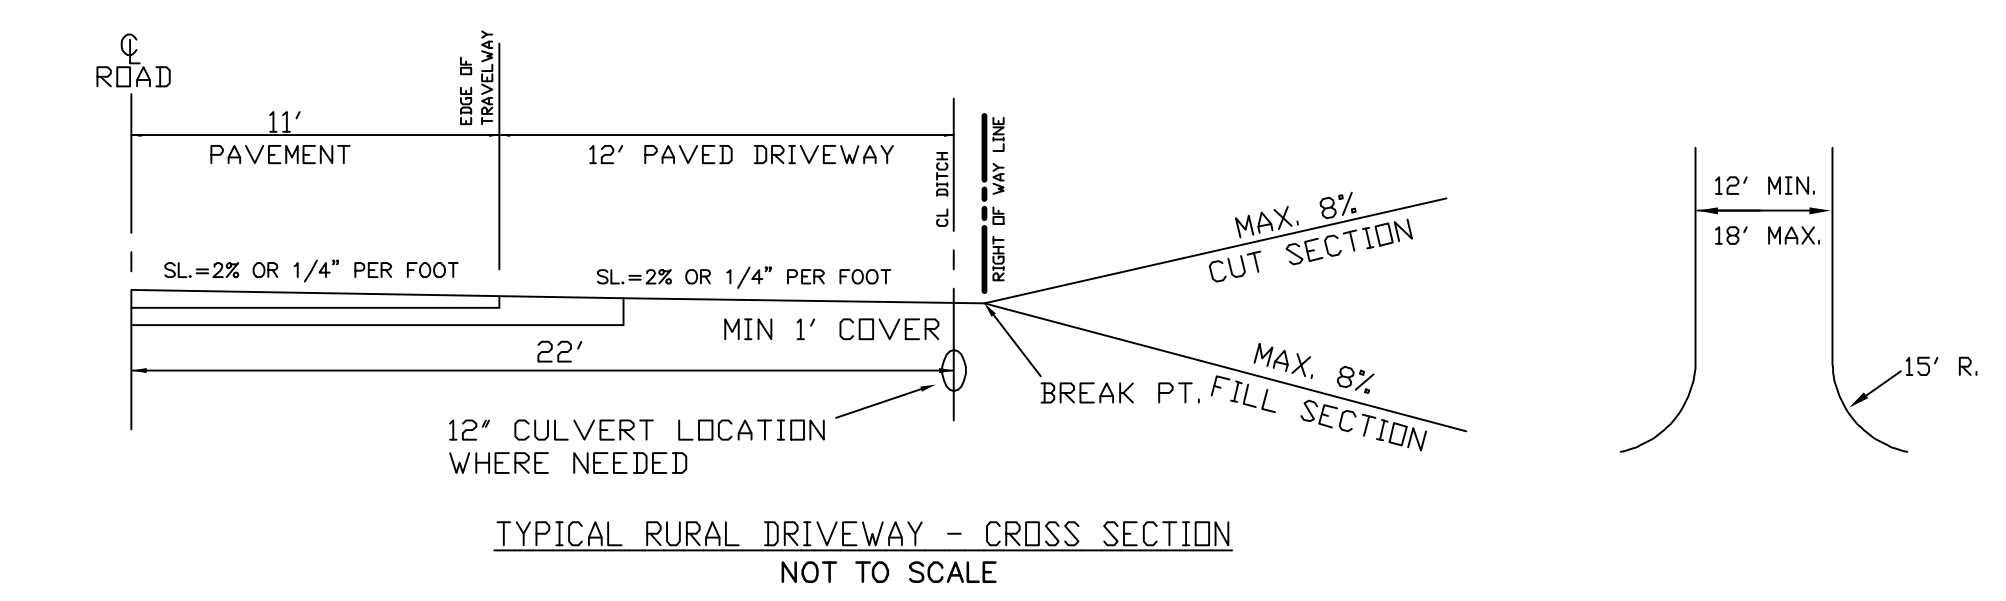 ℄
ROAD
EDGE OF
TRAVELWAY
11'
PAVEMENT
12' PAVED DRIVEWAY
CL DITCH
RIGHT OF WAY LINE
SL.=2% OR 1/4" PER FOOT
SL.=2% OR 1/4" PER FOOT
MIN 1' COVER
22'
12" CULVERT LOCATION
WHERE NEEDED
BREAK PT.
MAX. 8%
CUT SECTION
MAX. 8%
FILL SECTION
12' MIN.
18' MAX.
15' R.
TYPICAL RURAL DRIVEWAY - CROSS SECTION
NOT TO SCALE